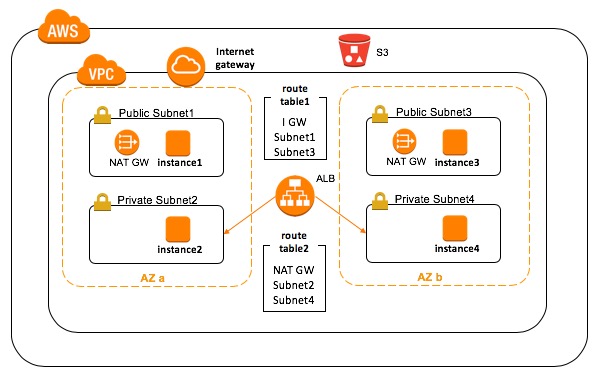 AWS
S3
Internet
gateway
VPC
route
table1
I GW
Subnet1
Subnet3
Public Subnet1
NAT GW
instance1
Public Subnet3
NAT GW
instance3
ALB
Private Subnet2
instance2
Private Subnet4
instance4
route
table2
NAT GW
Subnet2
Subnet4
AZ a
AZ b